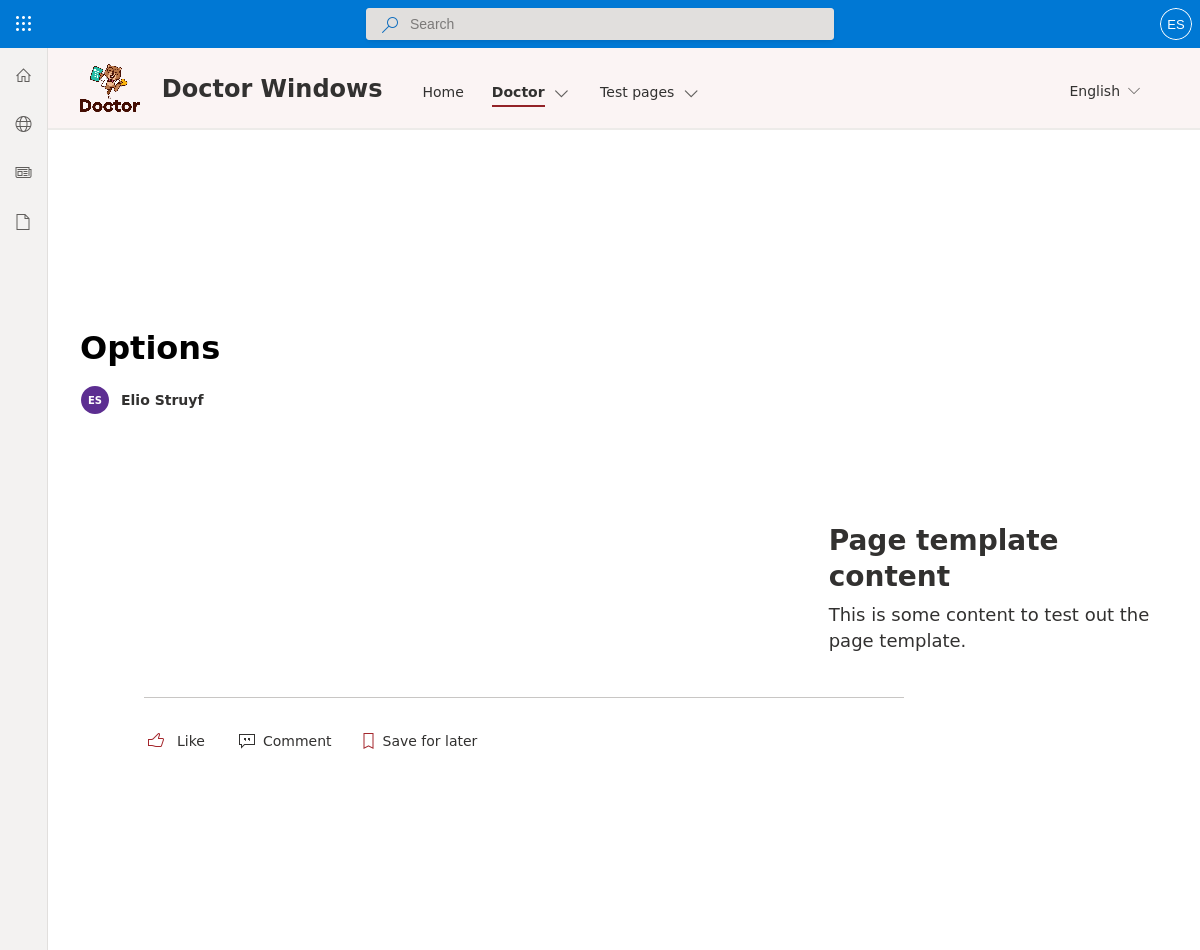 Search
ES
Doctor
Doctor Windows
Home
Doctor
Test pages
English
Options
ES
Elio Struyf
Page template
content
This is some content to test out the
page template.
Like
Comment
Save for later